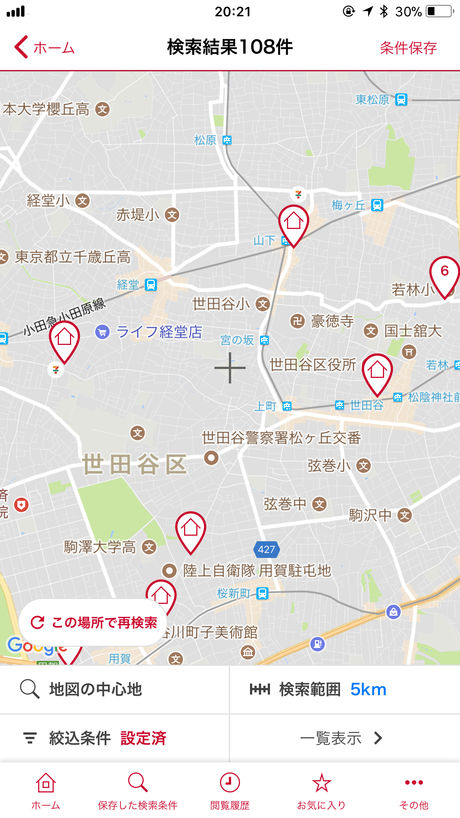 20:21
30%
ホーム
検索結果108件
条件保存
本大学櫻丘高
東松原
松原
経堂小
赤堤小
梅ヶ丘
山下
東京都立千歳丘高
6
経堂
若林小
小田急小田原線
世田谷小
ライフ経堂店
豪徳寺
国士舘大
宮の坂
世田谷区役所
若林
上町
世田谷
松陰神社前
世田谷警察署松ヶ丘交番
世田谷区
弦巻小
済
院
弦巻中
駒沢中
駒澤大学高
427
陸上自衛隊 用賀駐屯地
桜新町
この場所で再検索
谷川町子美術館
Google
用賀
地図の中心地
検索範囲 5km
絞込条件 設定済
一覧表示
ホーム
保存した検索条件
閲覧履歴
お気に入り
その他